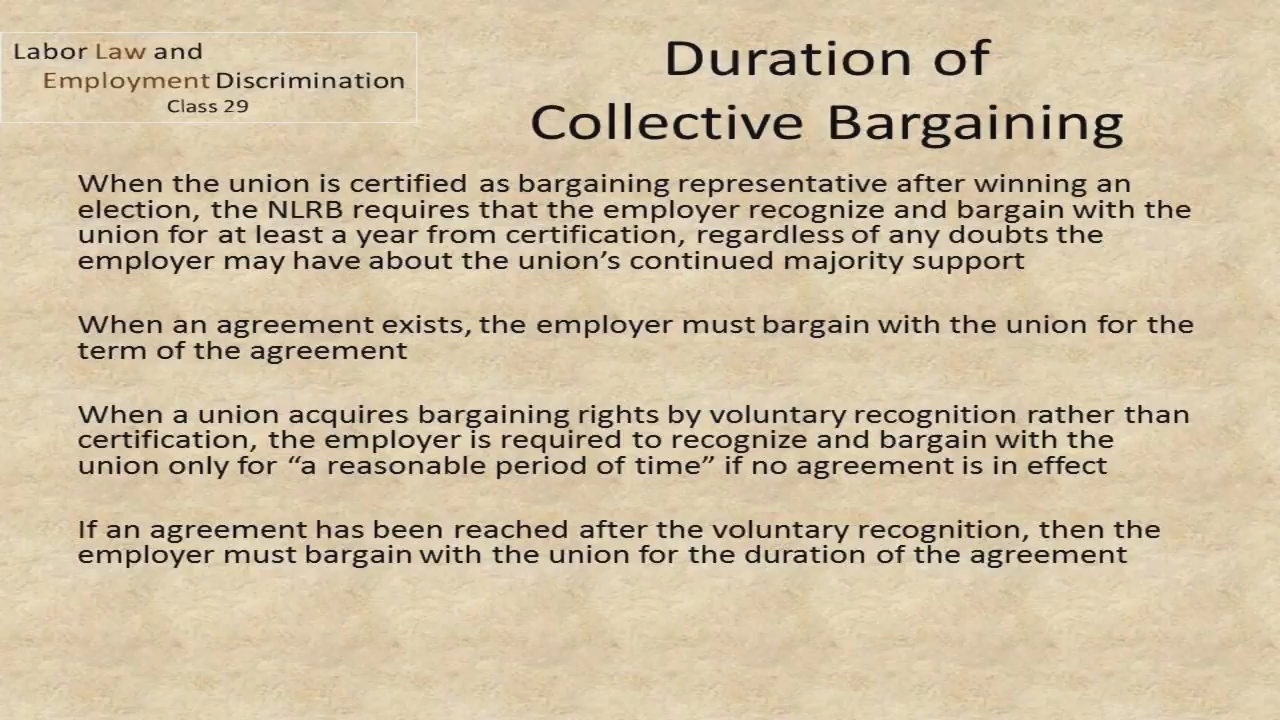 Labor Law and
Employment Discrimination
Class 29
Duration of
Collective Bargaining
When the union is certified as bargaining representative after winning an
election, the NLRB requires that the employer recognize and bargain with the
union for at least a year from certification, regardless of any doubts the
employer may have about the union’s continued majority support
When an agreement exists, the employer must bargain with the union for the
term of the agreement
When a union acquires bargaining rights by voluntary recognition rather than
certification, the employer is required to recognize and bargain with the
union only for “a reasonable period of time” if no agreement is in effect
If an agreement has been reached after the voluntary recognition, then the
employer must bargain with the union for the duration of the agreement